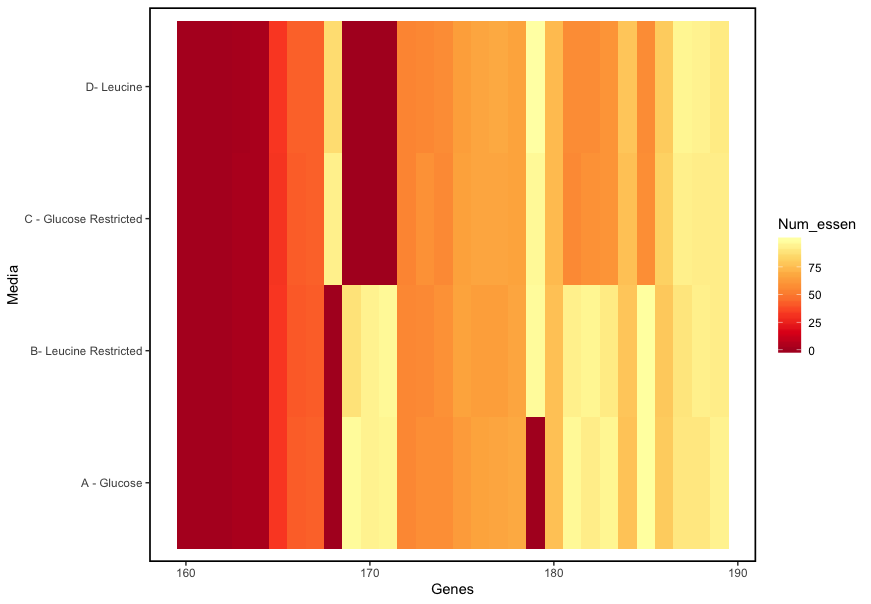 D- Leucine
C - Glucose Restricted
B- Leucine Restricted
A - Glucose
Media
160
170
180
190
Genes
Num_essen
75
50
25
0